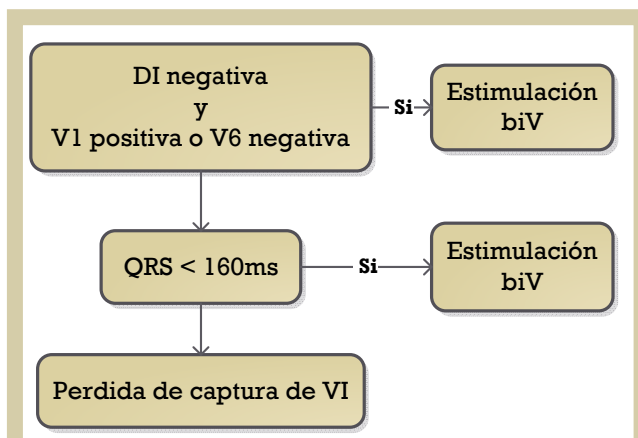 DI negativa
y
V1 positiva o V6 negativa
Si
Estimulación
biV
QRS < 160ms
Si
Estimulación
biV
Perdida de captura de VI